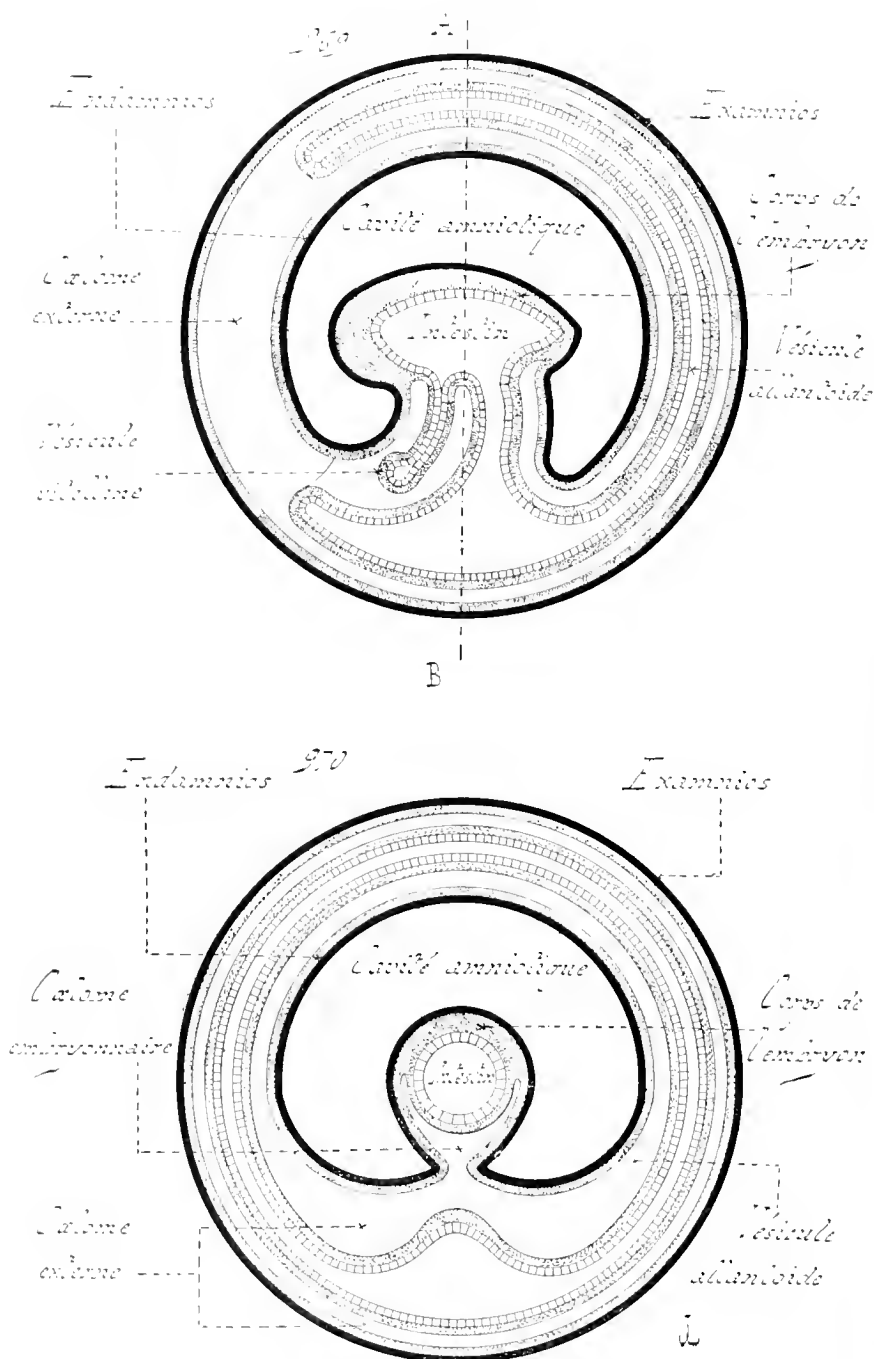 969
A
Endamnios
Examnios
Cavité amniotique
Corps de
l'embryon
Cœlome
externe
Intestin
Vésicule
allantoïde
Vésicule
vitelline
B
970
Endamnios
Examnios
Cavité amniotique
Cœlome
embryonnaire
Corps de
l'embryon
Intestin
Cœlome
externe
Vésicule
allantoïde